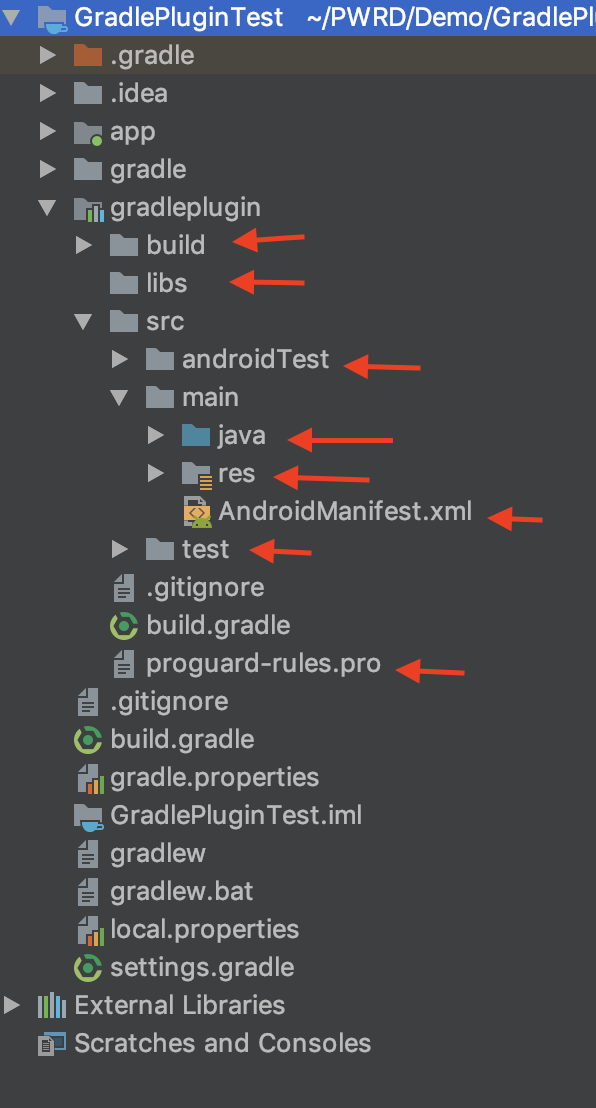 GradlePluginTest ~/PWRD/Demo/GradlePl
.gradle
.idea
app
gradle
gradleplugin
build
libs
src
androidTest
main
java
res
AndroidManifest.xml
test
.gitignore
build.gradle
proguard-rules.pro
.gitignore
build.gradle
gradle.properties
GradlePluginTest.iml
gradlew
gradlew.bat
local.properties
settings.gradle
External Libraries
Scratches and Consoles